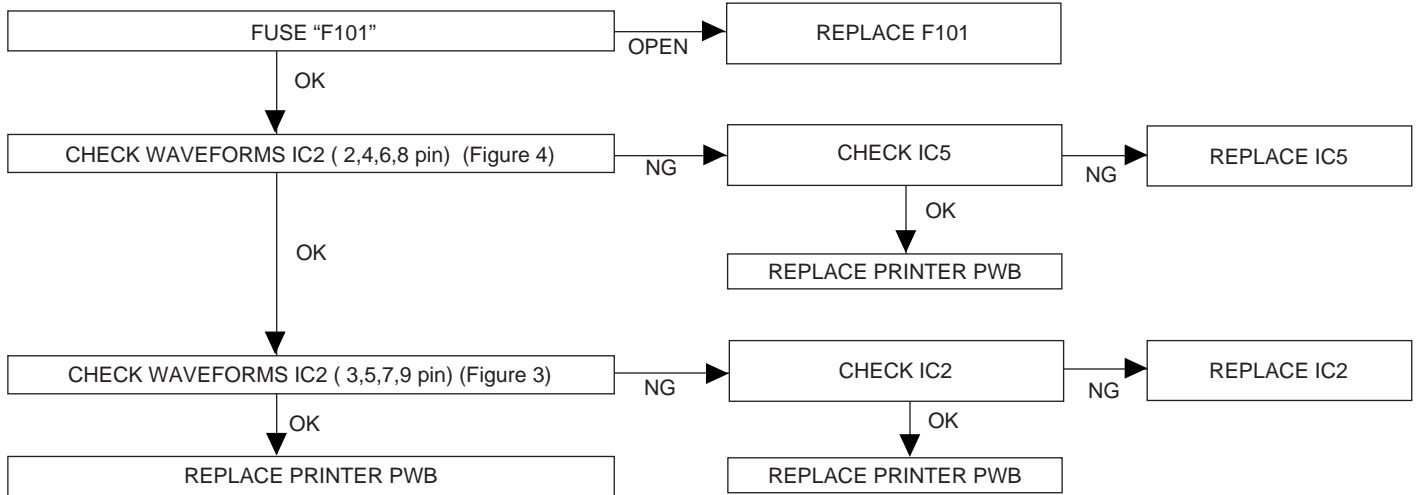 FUSE “F101”
OPEN
REPLACE F101
OK
CHECK WAVEFORMS IC2 ( 2,4,6,8 pin)  (Figure 4)
NG
CHECK IC5
NG
REPLACE IC5
OK
REPLACE PRINTER PWB
OK
CHECK WAVEFORMS IC2 ( 3,5,7,9 pin) (Figure 3)
NG
CHECK IC2
NG
REPLACE IC2
OK
REPLACE PRINTER PWB
OK
REPLACE PRINTER PWB